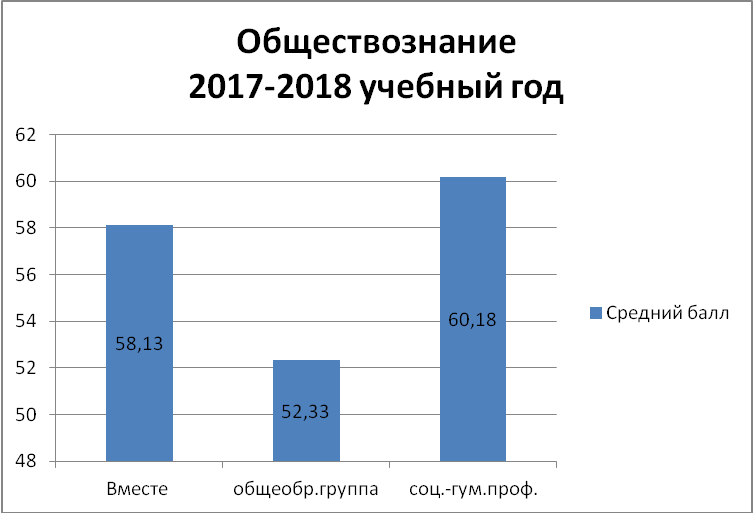 Обществознание
2017-2018 учебный год
62
60
58
56
54
52
50
48
58,13
52,33
60,18
Вместе
общеобр.группа
соц.-гум.проф.
Средний балл